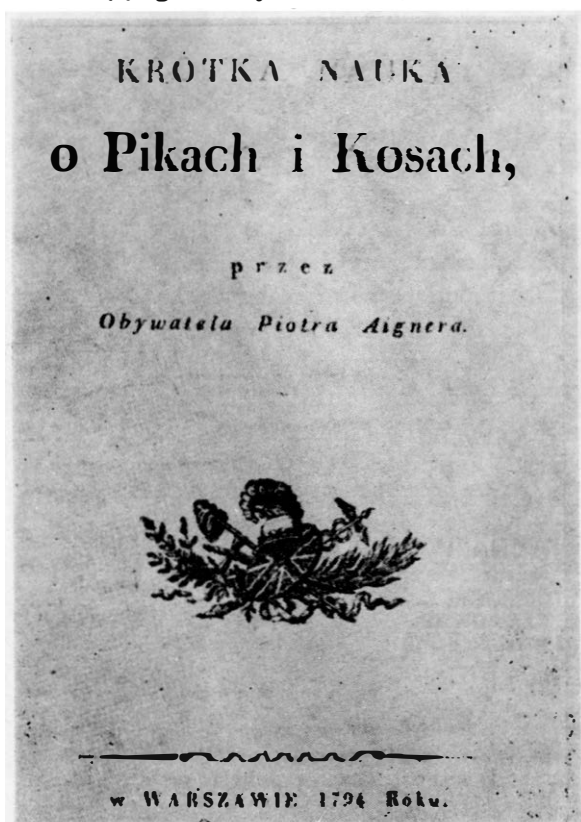 KRÓTKA NAUKA
o Pikach i Kosach,
przez
Obywatela Piotra Aignera.
w WARSZAWIE 1794 Roku.